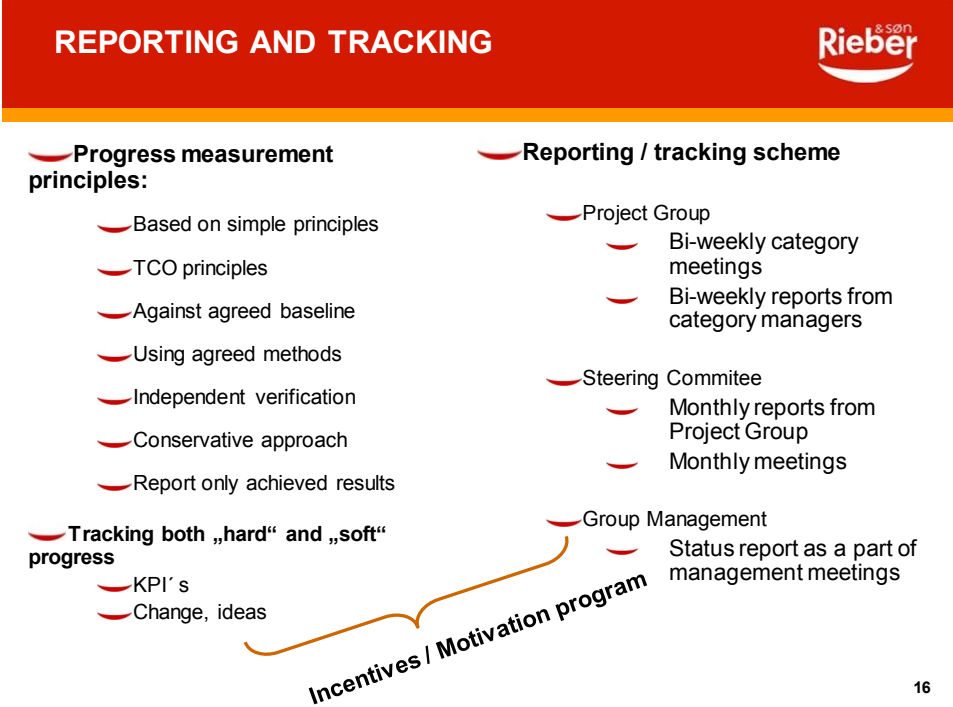 REPORTING AND TRACKING
& søn
Rieber
Progress measurement
principles:
Based on simple principles
TCO principles
Against agreed baseline
Using agreed methods
Independent verification
Conservative approach
Report only achieved results
Tracking both „hard“ and „soft“
progress
KPI´ s
Change, ideas
Reporting / tracking scheme
Project Group
Bi-weekly category
meetings
Bi-weekly reports from
category managers
Steering Commitee
Monthly reports from
Project Group
Monthly meetings
Group Management
Status report as a part of
management meetings
Incentives / Motivation program
16